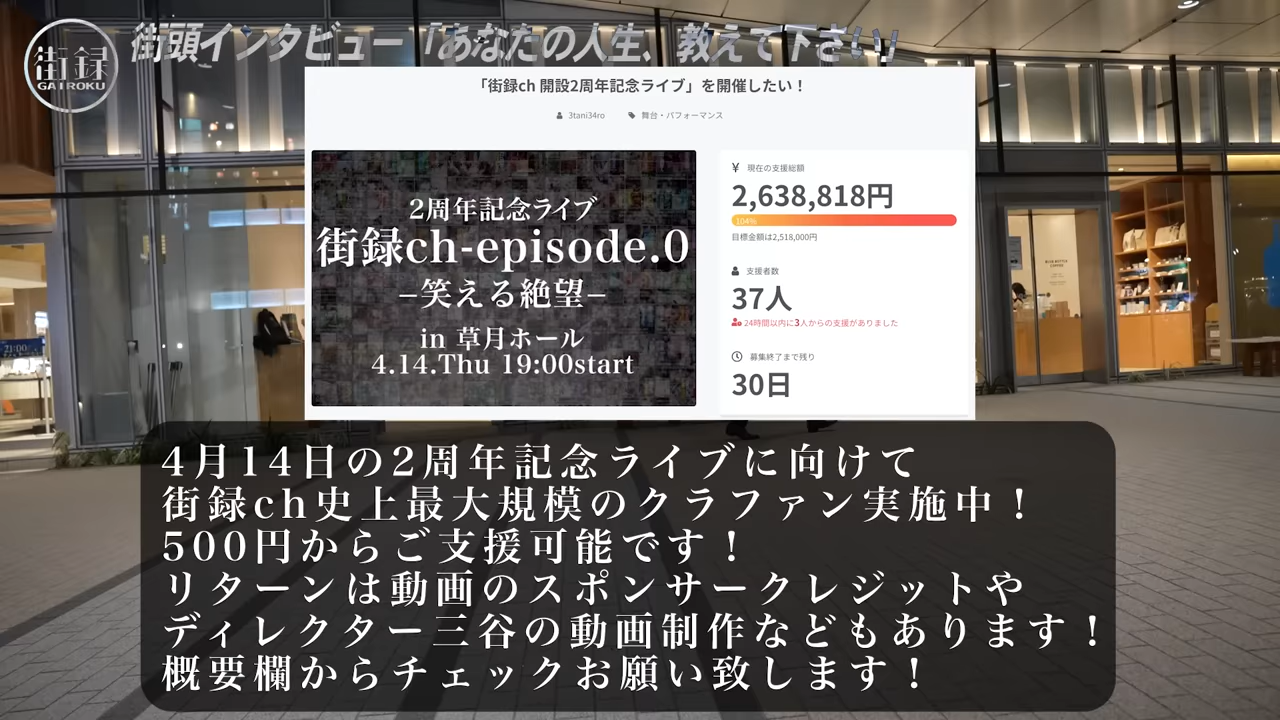 街録
GAIROKU
街頭インタビュー「あなたの人生、教えて下さい」
「街録ch 開設2周年記念ライブ」を開催したい！
3tani34ro 舞台・パフォーマンス
2周年記念ライブ
街録ch-episode.0
–笑える絶望–
in 草月ホール
4.14.Thu 19:00start
¥ 現在の支援総額
2,638,818円
104%
目標金額は2,518,000円
支援者数
37人
24時間以内に3人からの支援がありました
募集終了まで残り
30日
21:00
BLUE BOTTLE
COFFEE
4月14日の2周年記念ライブに向けて
街録ch史上最大規模のクラファン実施中！
500円からご支援可能です！
リターンは動画のスポンサークレジットや
ディレクター三谷の動画制作などもあります！
概要欄からチェックお願い致します！